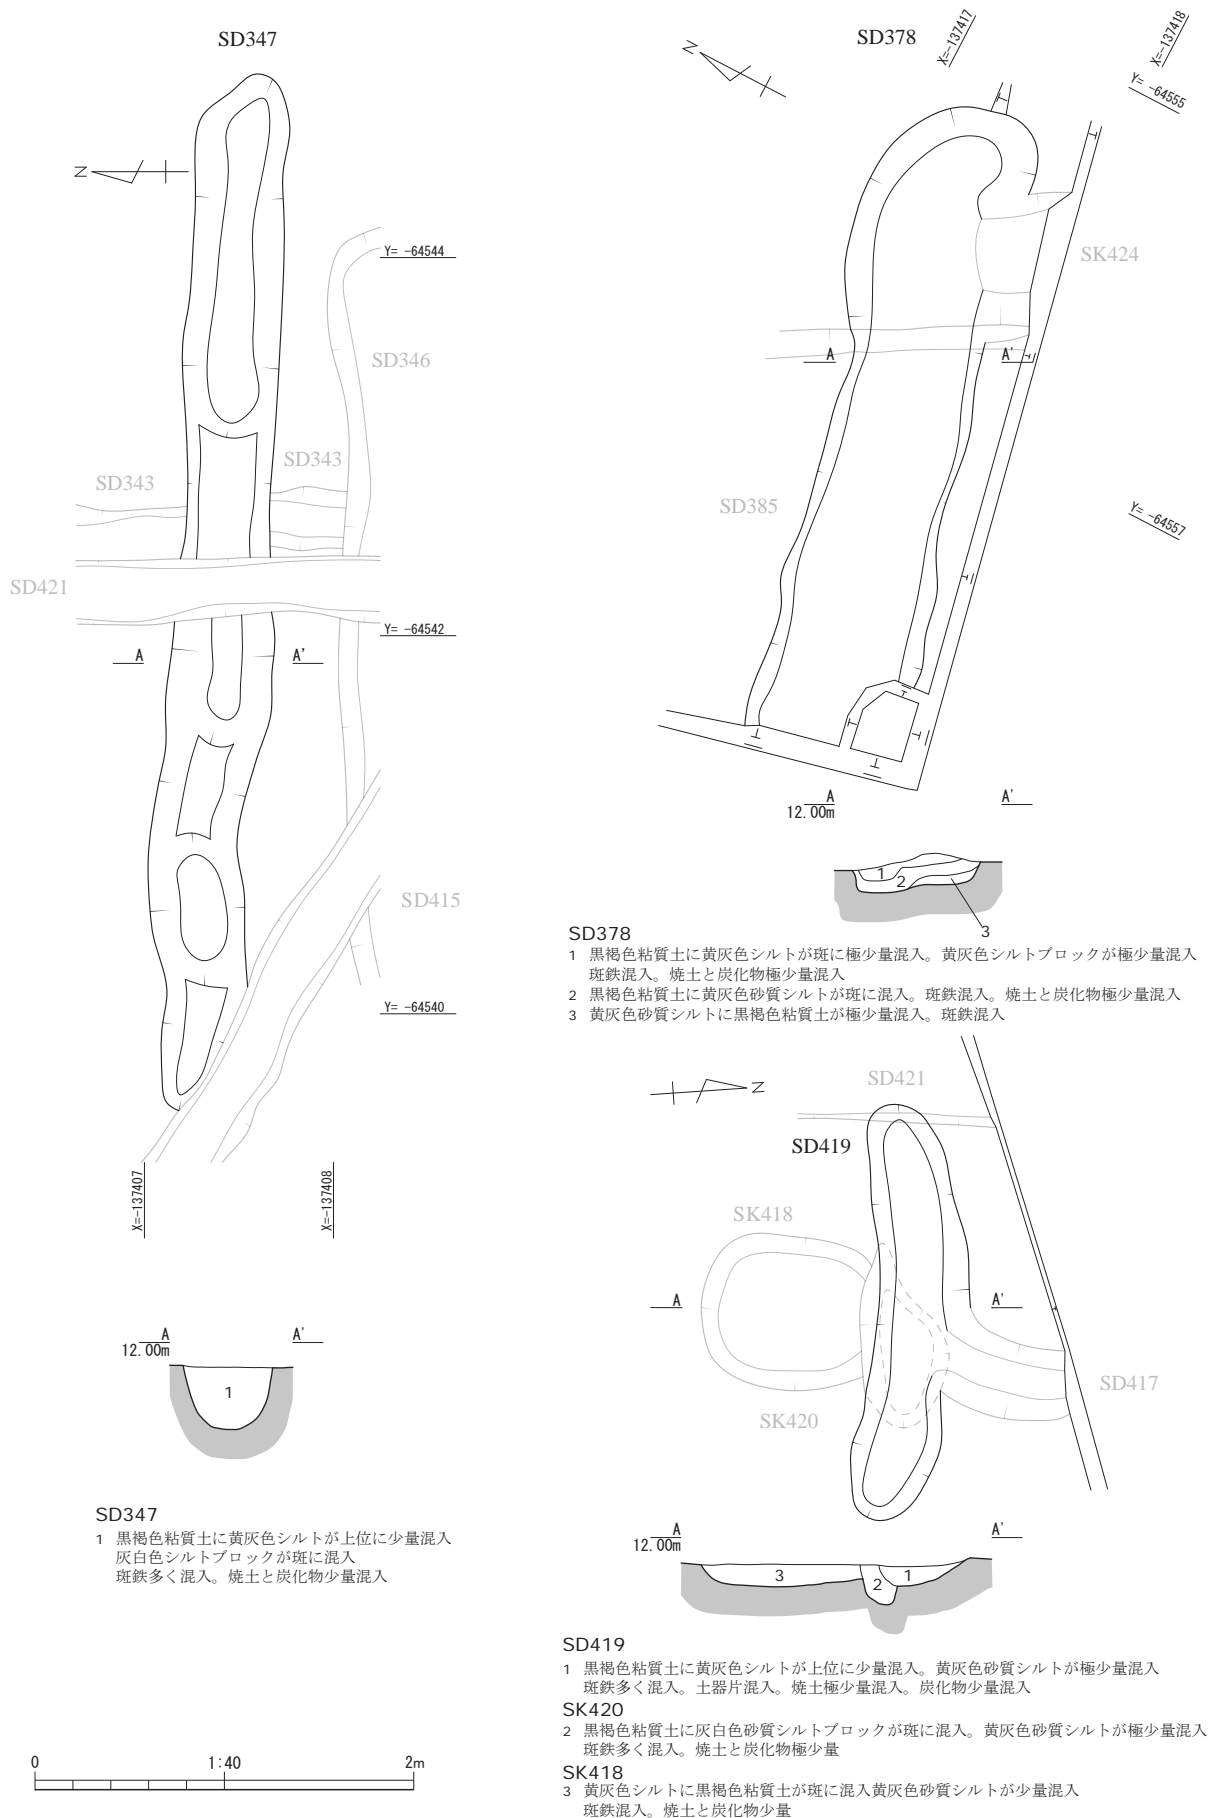 SD347
N
Y= -64544
SD346
SD343
SD343
SD421
Y= -64542
A A'
SD415
Y= -64540
X=-137407
X=-137408
A A'
12.00m
1
SD347
1 黒褐色粘質土に黄灰色シルトが上位に少量混入
灰白色シルトブロックが斑に混入
斑鉄多く混入。焼土と炭化物少量混入
0 1:40 2m
SD378
X=-137417
X=-137418
Y= -64555
N
SK424
A A'
SD385
Y= -64557
A A'
12.00m
1
2
3
SD378
1 黒褐色粘質土に黄灰色シルトが斑に極少量混入。黄灰色シルトブロックが極少量混入
斑鉄混入。焼土と炭化物極少量混入
2 黒褐色粘質土に黄灰色砂質シルトが斑に混入。斑鉄混入。焼土と炭化物極少量混入
3 黄灰色砂質シルトに黒褐色粘質土が極少量混入。斑鉄混入
N
SD421
SD419
SK418
A A'
SD417
SK420
A A'
12.00m
3
2
1
SD419
1 黒褐色粘質土に黄灰色シルトが上位に少量混入。黄灰色砂質シルトが極少量混入
斑鉄多く混入。土器片混入。焼土極少量混入。炭化物少量混入
SK420
2 黒褐色粘質土に灰白色砂質シルトブロックが斑に混入。黄灰色砂質シルトが極少量混入
斑鉄多く混入。焼土と炭化物極少量
SK418
3 黄灰色シルトに黒褐色粘質土が斑に混入黄灰色砂質シルトが少量混入
斑鉄混入。焼土と炭化物少量